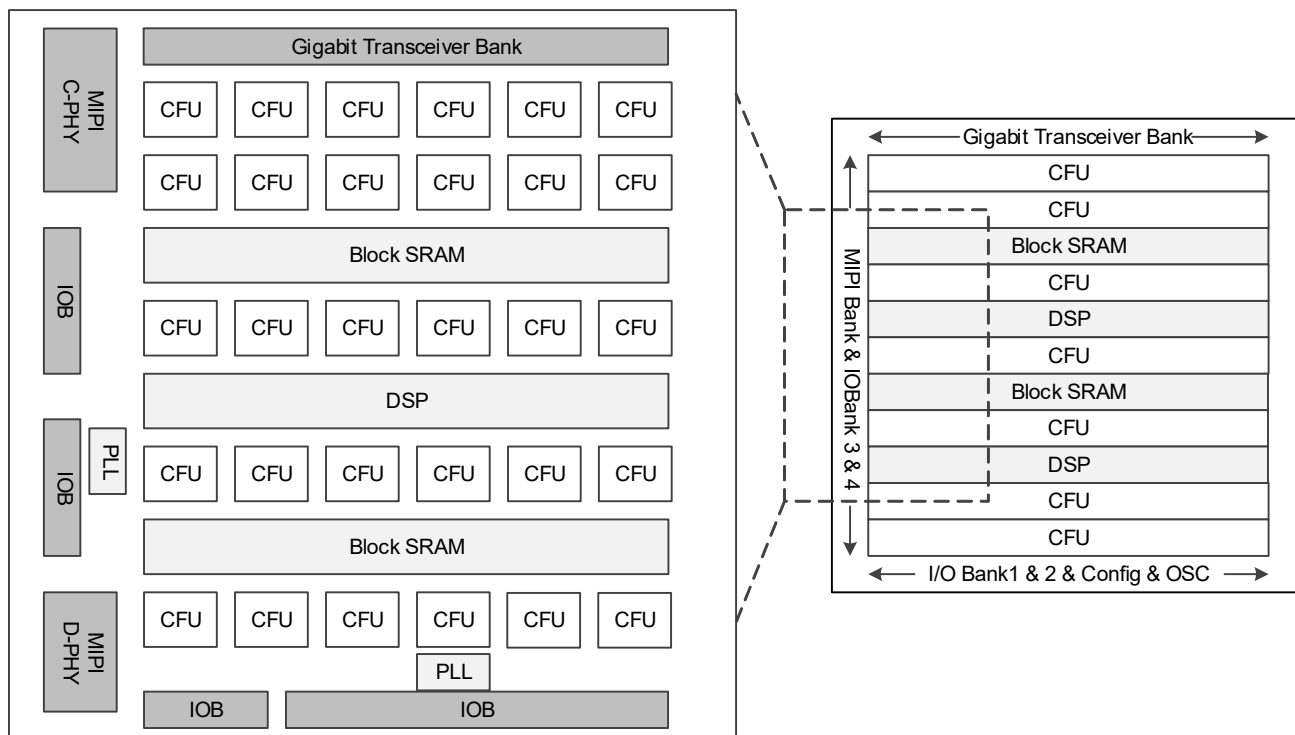 Gigabit Transceiver Bank
MIPI
C-PHY
CFU CFU CFU CFU CFU CFU
CFU CFU CFU CFU CFU CFU
Block SRAM
IOB
CFU CFU CFU CFU CFU CFU
DSP
IOB
PLL
CFU CFU CFU CFU CFU CFU
Block SRAM
MIPI
D-PHY
CFU CFU CFU CFU CFU CFU
PLL
IOB
IOB
Gigabit Transceiver Bank
MIPI Bank & IOBank 3 & 4
CFU
CFU
Block SRAM
CFU
DSP
CFU
Block SRAM
CFU
DSP
CFU
CFU
I/O Bank1 & 2 & Config & OSC